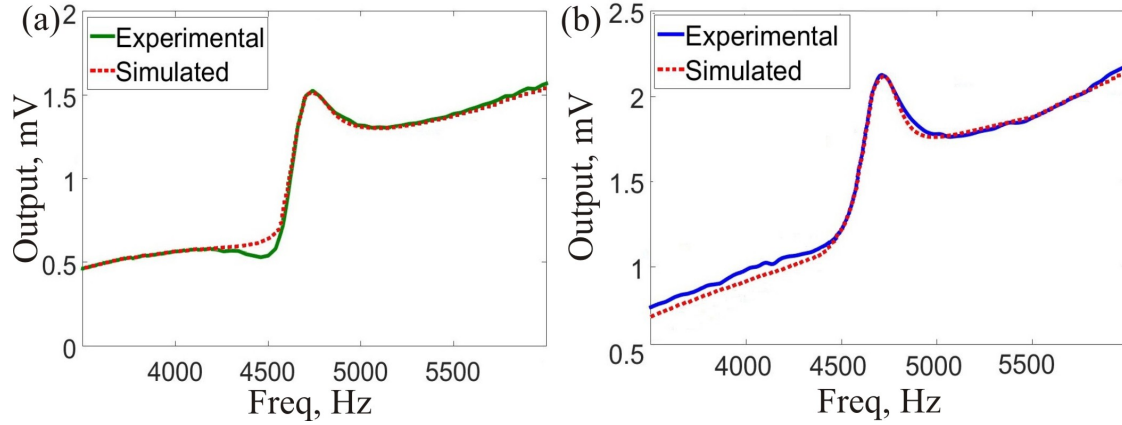 (a)
Experimental
Simulated
Output, mV
2
1.5
1
0.5
0
4000 4500 5000 5500
Freq, Hz
(b)
Experimental
Simulated
Output, mV
2.5
2
1.5
1
0.5
4000 4500 5000 5500
Freq, Hz